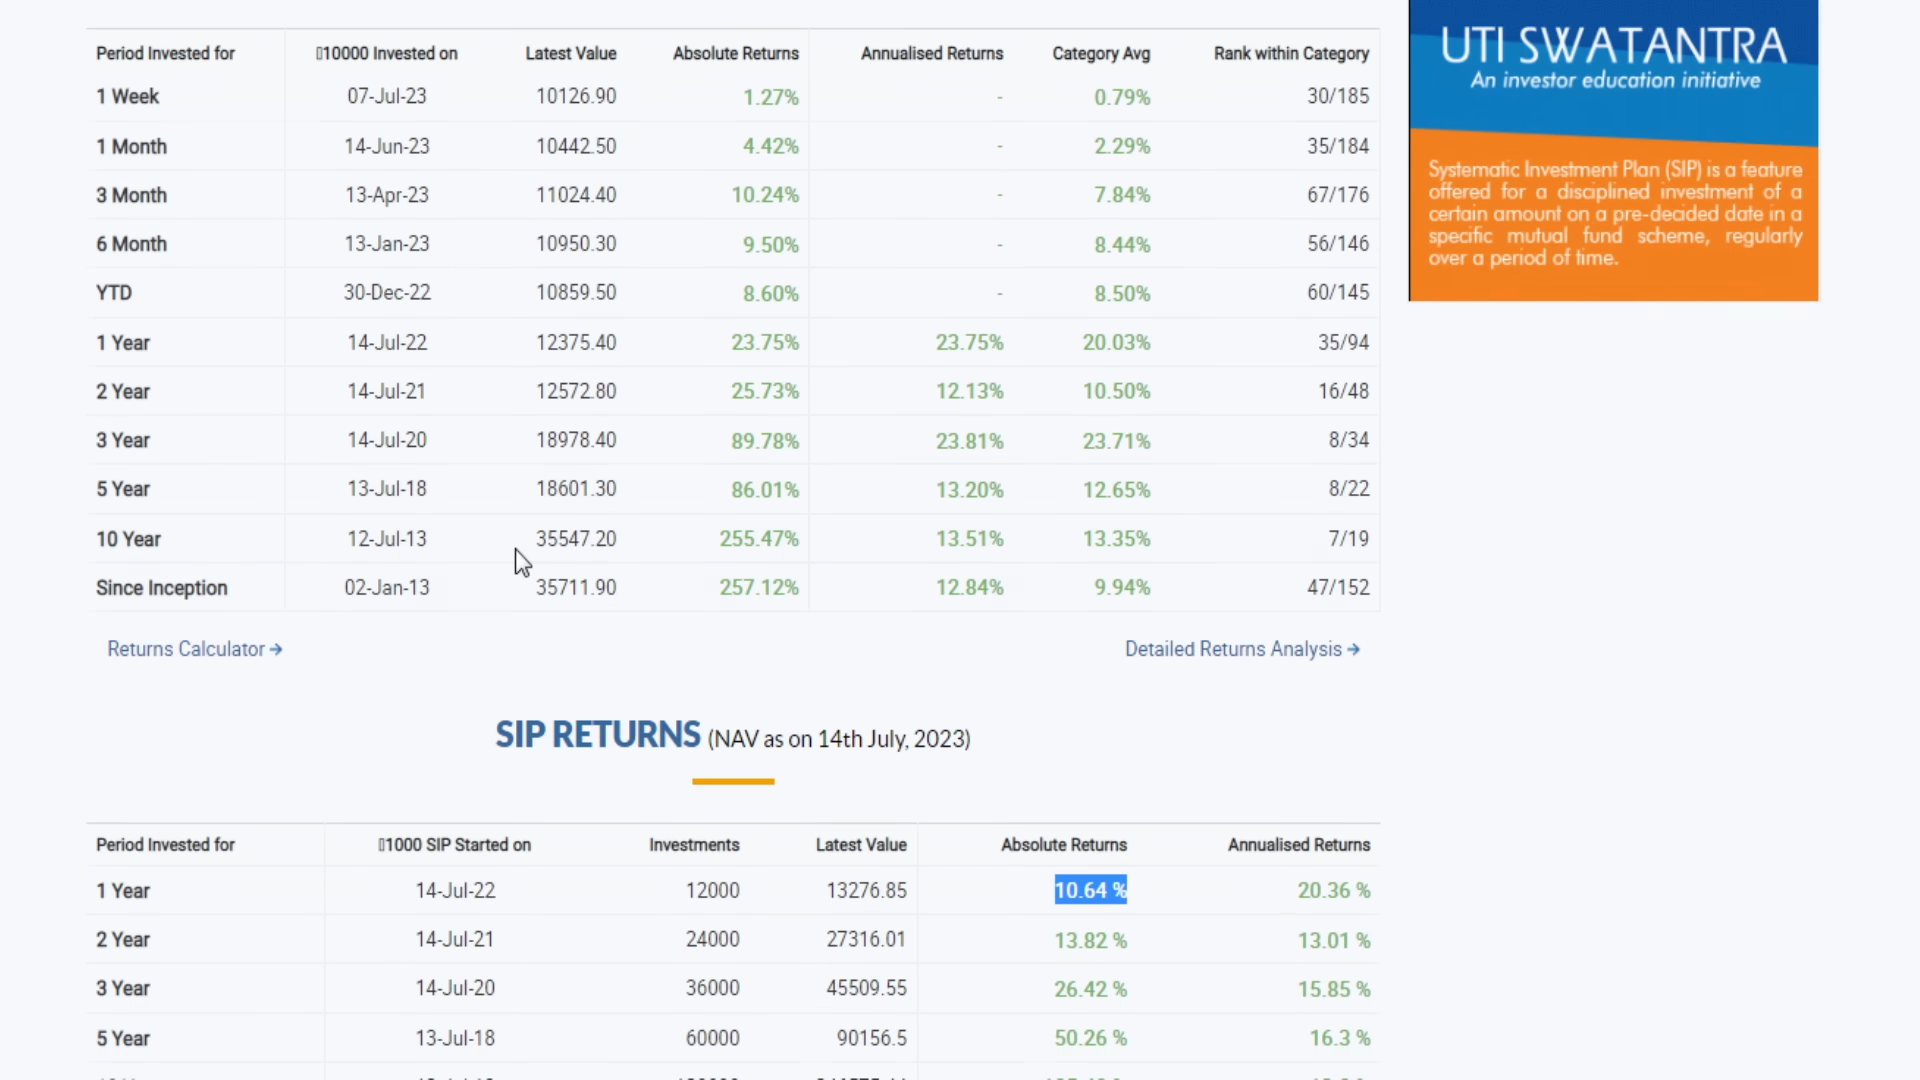 Period Invested for ₹10000 Invested on Latest Value Absolute Returns Annualised Returns Category Avg Rank within Category
1 Week 07-Jul-23 10126.90 1.27% - 0.79% 30/185
1 Month 14-Jun-23 10442.50 4.42% - 2.29% 35/184
3 Month 13-Apr-23 11024.40 10.24% - 7.84% 67/176
6 Month 13-Jan-23 10950.30 9.50% - 8.44% 56/146
YTD 30-Dec-22 10859.50 8.60% - 8.50% 60/145
1 Year 14-Jul-22 12375.40 23.75% 23.75% 20.03% 35/94
2 Year 14-Jul-21 12572.80 25.73% 12.13% 10.50% 16/48
3 Year 14-Jul-20 18978.40 89.78% 23.81% 23.71% 8/34
5 Year 13-Jul-18 18601.30 86.01% 13.20% 12.65% 8/22
10 Year 12-Jul-13 35547.20 255.47% 13.51% 13.35% 7/19
Since Inception 02-Jan-13 35711.90 257.12% 12.84% 9.94% 47/152
Returns Calculator → Detailed Returns Analysis →
SIP RETURNS (NAV as on 14th July, 2023)
Period Invested for ₹1000 SIP Started on Investments Latest Value Absolute Returns Annualised Returns
1 Year 14-Jul-22 12000 13276.85 10.64 % 20.36 %
2 Year 14-Jul-21 24000 27316.01 13.82 % 13.01 %
3 Year 14-Jul-20 36000 45509.55 26.42 % 15.85 %
5 Year 13-Jul-18 60000 90156.5 50.26 % 16.3 %
UTI SWATANTRA
An investor education initiative
Systematic Investment Plan (SIP) is a feature
offered for a disciplined investment of a
certain amount on a pre-decided date in a
specific mutual fund scheme, regularly
over a period of time.